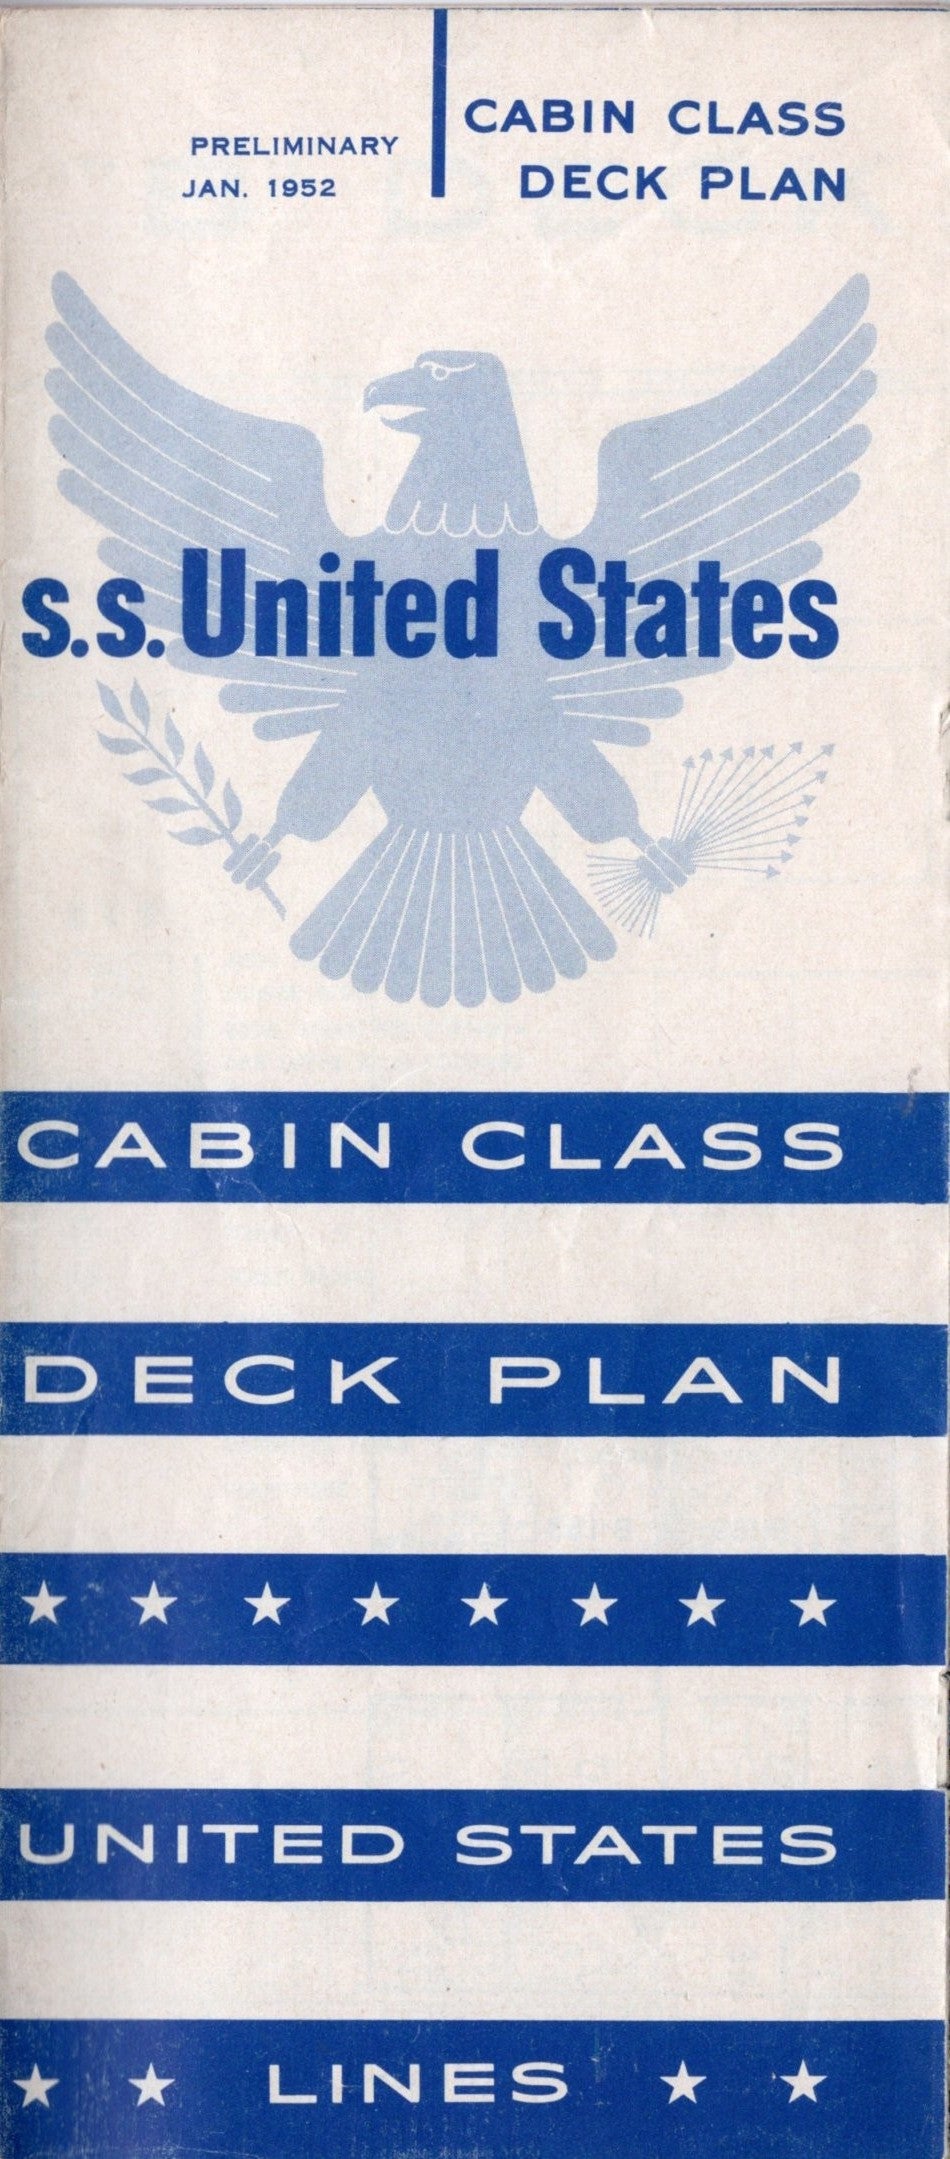 PRELIMINARY
JAN. 1952
CABIN CLASS
DECK PLAN
s.s. United States
CABIN CLASS
DECK PLAN
UNITED STATES
LINES